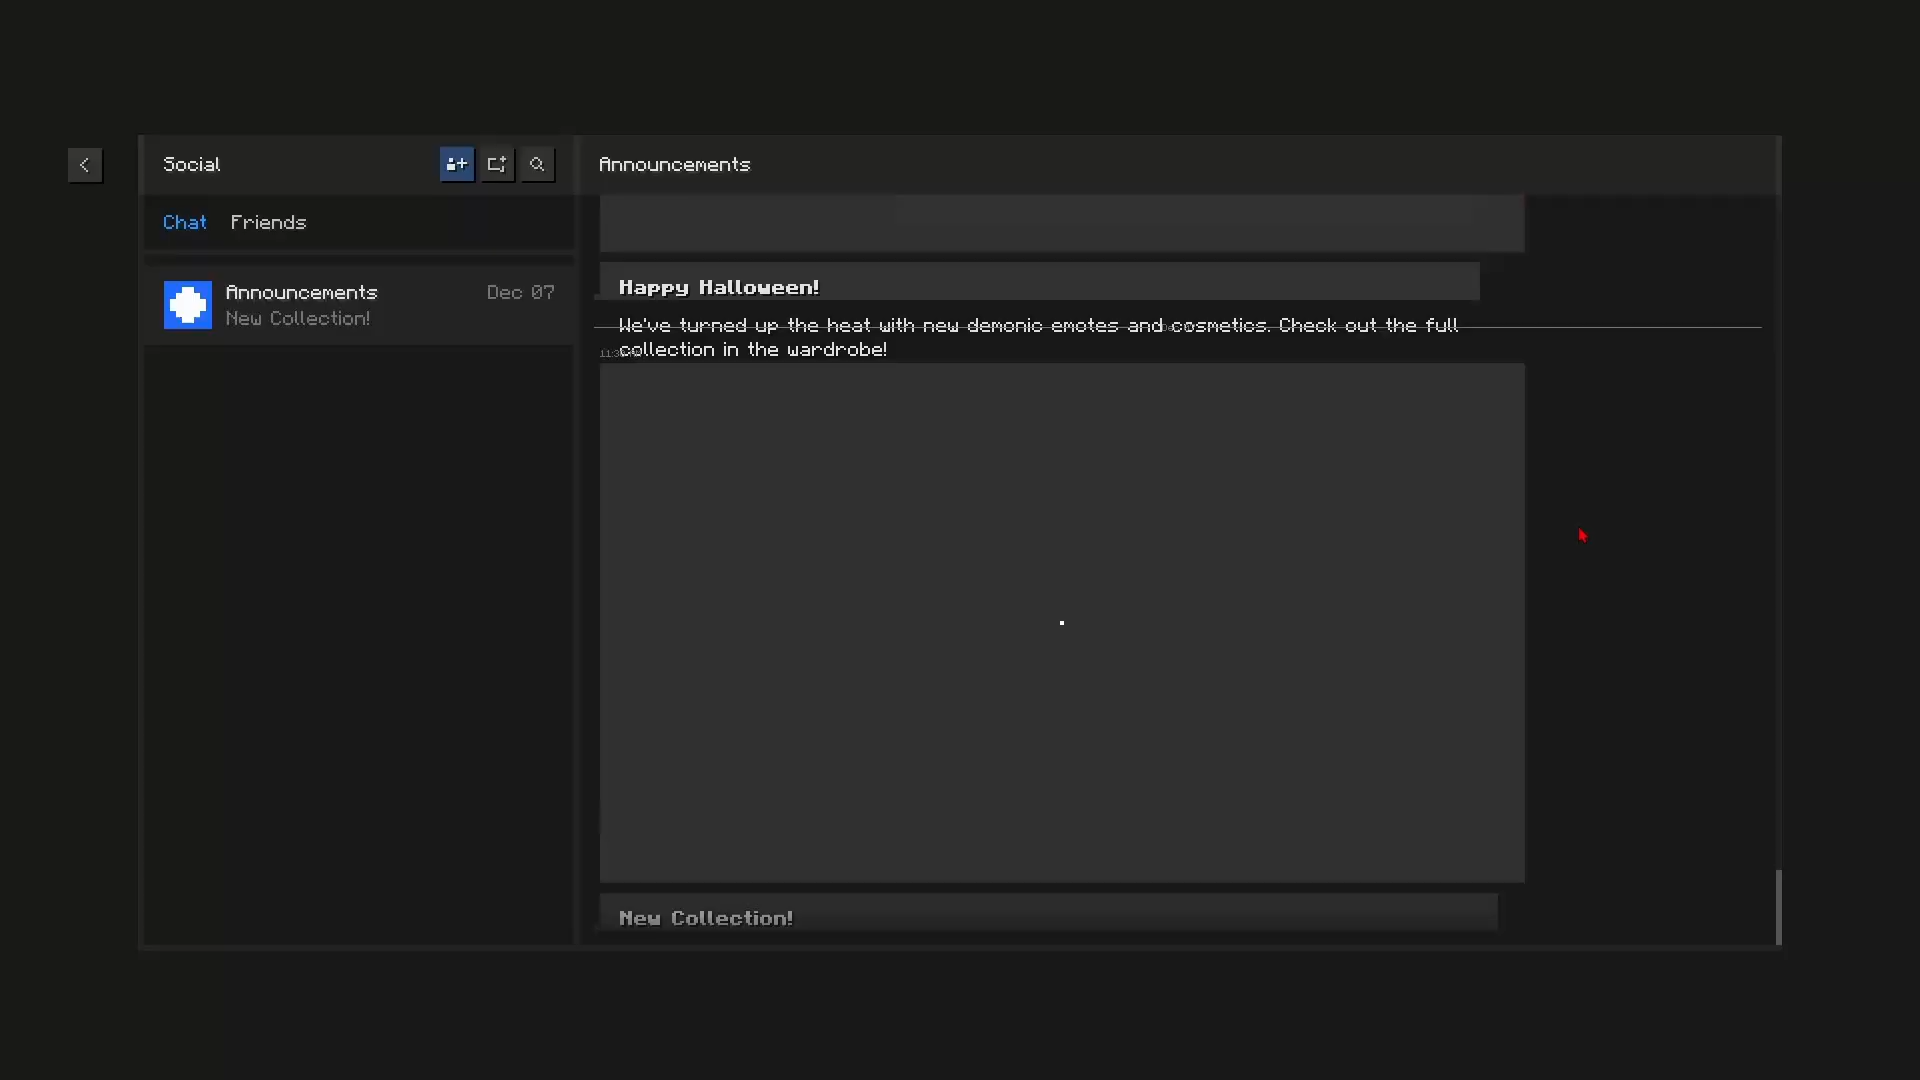 Social
Announcements
Chat Friends
Announcements Dec 07
New Collection!
Happy Halloween!
We've turned up the heat with new demonic emotes and cosmetics. Check out the full
collection in the wardrobe!
New Collection!